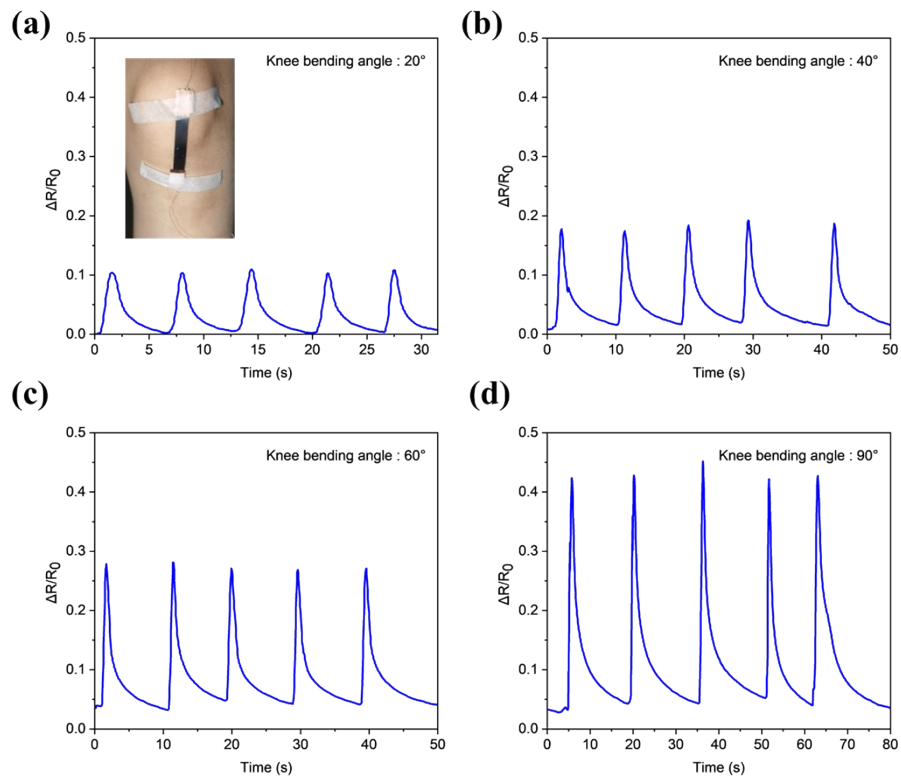 (a)
0.5
0.4
0.3
0.2
0.1
0.0
ΔR/R0
Knee bending angle : 20°
0 5 10 15 20 25 30
Time (s)
(b)
0.5
0.4
0.3
0.2
0.1
0.0
ΔR/R0
Knee bending angle : 40°
0 10 20 30 40 50
Time (s)
(c)
0.5
0.4
0.3
0.2
0.1
0.0
ΔR/R0
Knee bending angle : 60°
0 10 20 30 40 50
Time (s)
(d)
0.5
0.4
0.3
0.2
0.1
0.0
ΔR/R0
Knee bending angle : 90°
0 10 20 30 40 50 60 70 80
Time (s)